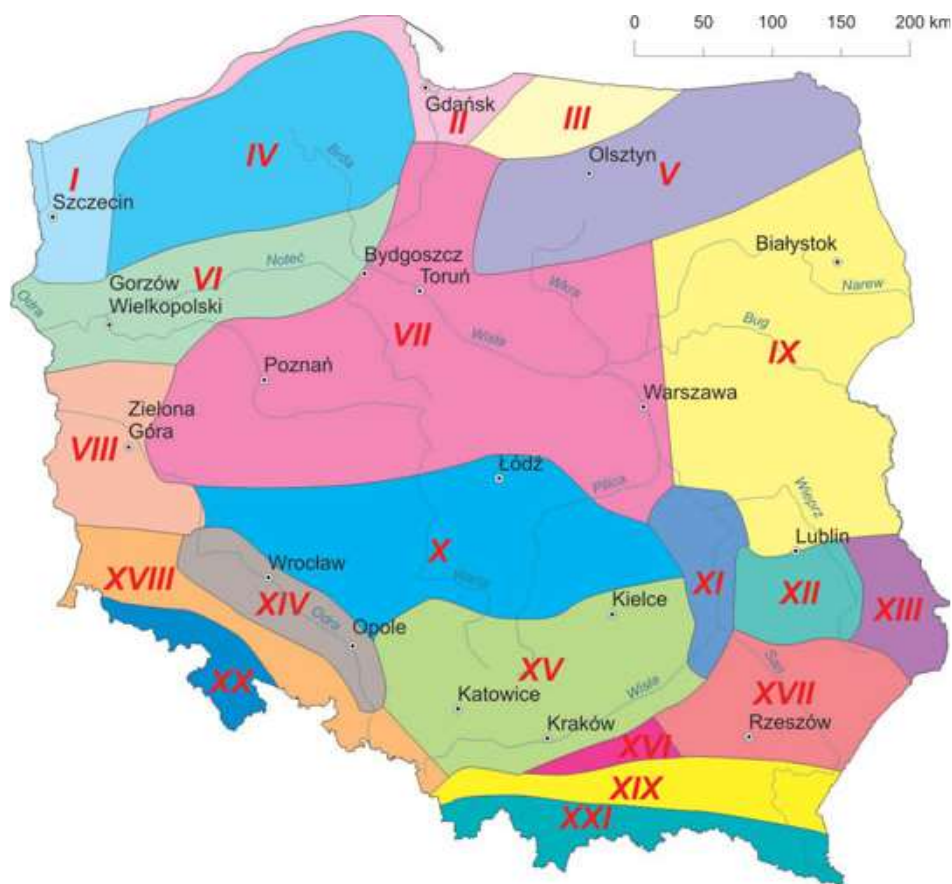 0 50 100 150 200 km
Gdańsk
II
III
IV
Brda
Olsztyn
V
I
Szczecin
Białystok
Bydgoszcz
Noteć
VI
Gorzów
Wielkopolski
Odra
Toruń
Wkra
Narew
Bug
VII
Wisła
IX
Poznań
Warszawa
Zielona
Góra
VIII
Łódź
Pilica
Wieprz
Lublin
X
Wrocław
XVIII
Warta
XI
XII
XIII
XIV
Odra
Kielce
Opole
XV
San
XX
Katowice
Wisła
XVII
Kraków
Rzeszów
XVI
XIX
XXI